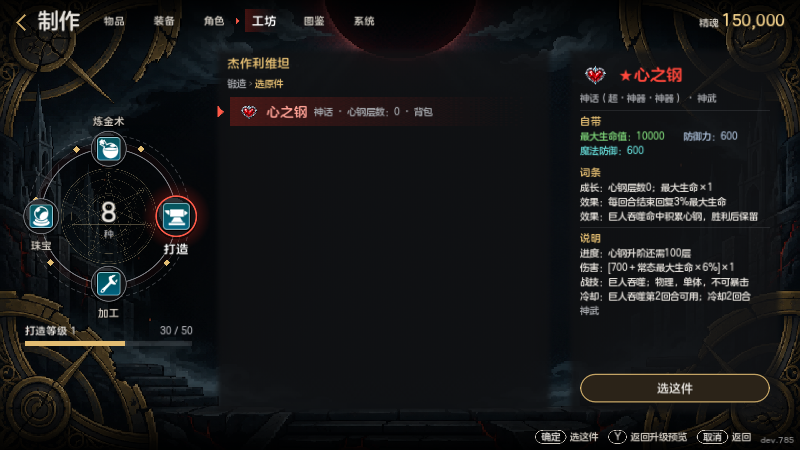 制作 物品 装备 角色 工坊 图鉴 系统 精魂 150,000
杰作利维坦
锻造 › 选原件
心之钢 神话 · 心钢层数：0 · 背包
炼金术
8
种
珠宝
打造
加工
打造等级 1 30 / 50
★心之钢
神话（超 · 神器 · 神器） · 神武
自带
最大生命值：10000 防御力：600
魔法防御：600
词条
成长：心钢层数0；最大生命×1
效果：每回合结束回复3%最大生命
效果：巨人吞噬命中积累心钢，胜利后保留
说明
进度：心钢升阶还需100层
伤害：[700 + 常态最大生命×6%]×1
战技：巨人吞噬；物理，单体，不可暴击
冷却：巨人吞噬第2回合可用；冷却2回合
神武
选这件
确定 选这件 Y 返回升级预览 取消 返回 dev.785